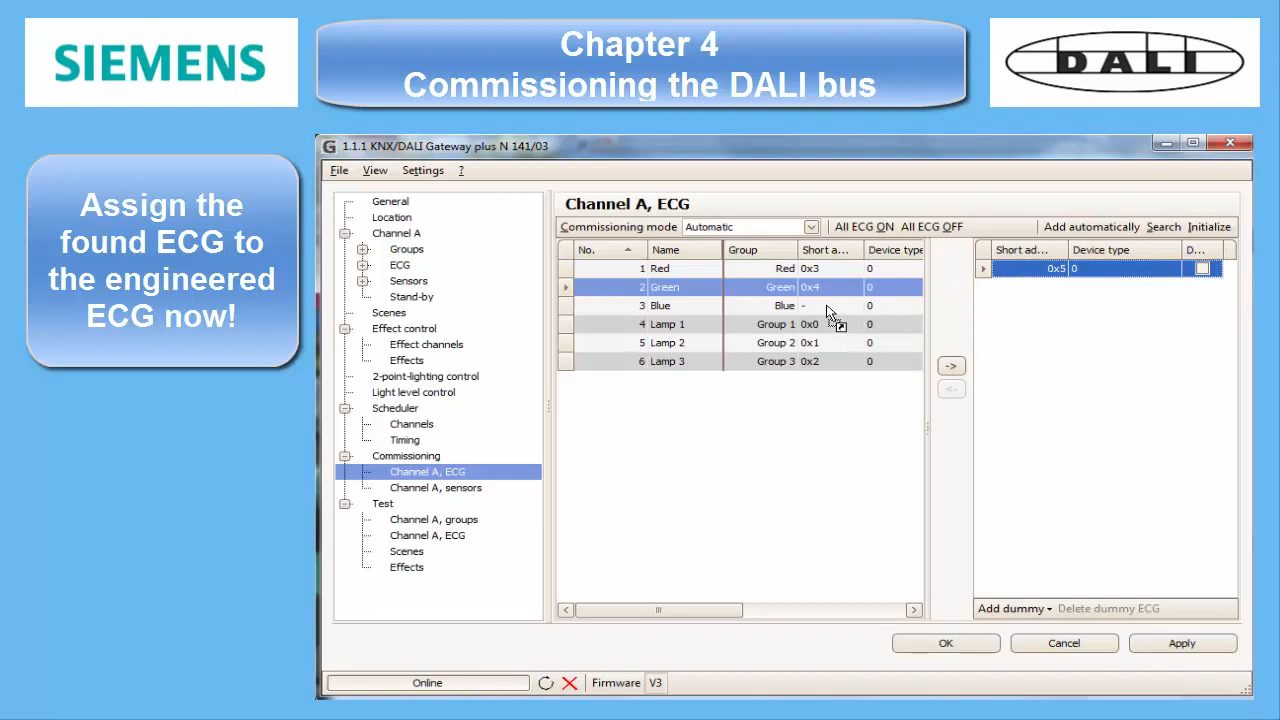 SIEMENS
Chapter 4
Commissioning the DALI bus
DALI
Assign the
found ECG to
the engineered
ECG now!
G 1.1.1 KNX/DALI Gateway plus N 141/03
File View Settings ?
General
Location
Channel A
Groups
ECG
Sensors
Stand-by
Scenes
Effect control
Effect channels
Effects
2-point-lighting control
Light level control
Scheduler
Channels
Timing
Commissioning
Channel A, ECG
Channel A, sensors
Test
Channel A, groups
Channel A, ECG
Scenes
Effects
Channel A, ECG
Commissioning mode Automatic All ECG ON All ECG OFF Add automatically Search Initialize
No. Name Group Short a... Device type
1 Red Red 0x3 0
2 Green Green 0x4 0
3 Blue Blue - 0
4 Lamp 1 Group 1 0x0 0
5 Lamp 2 Group 2 0x1 0
6 Lamp 3 Group 3 0x2 0
->
<-
Short ad... Device type D...
0x5 0
Add dummy Delete dummy ECG
OK Cancel Apply
Online Firmware V3